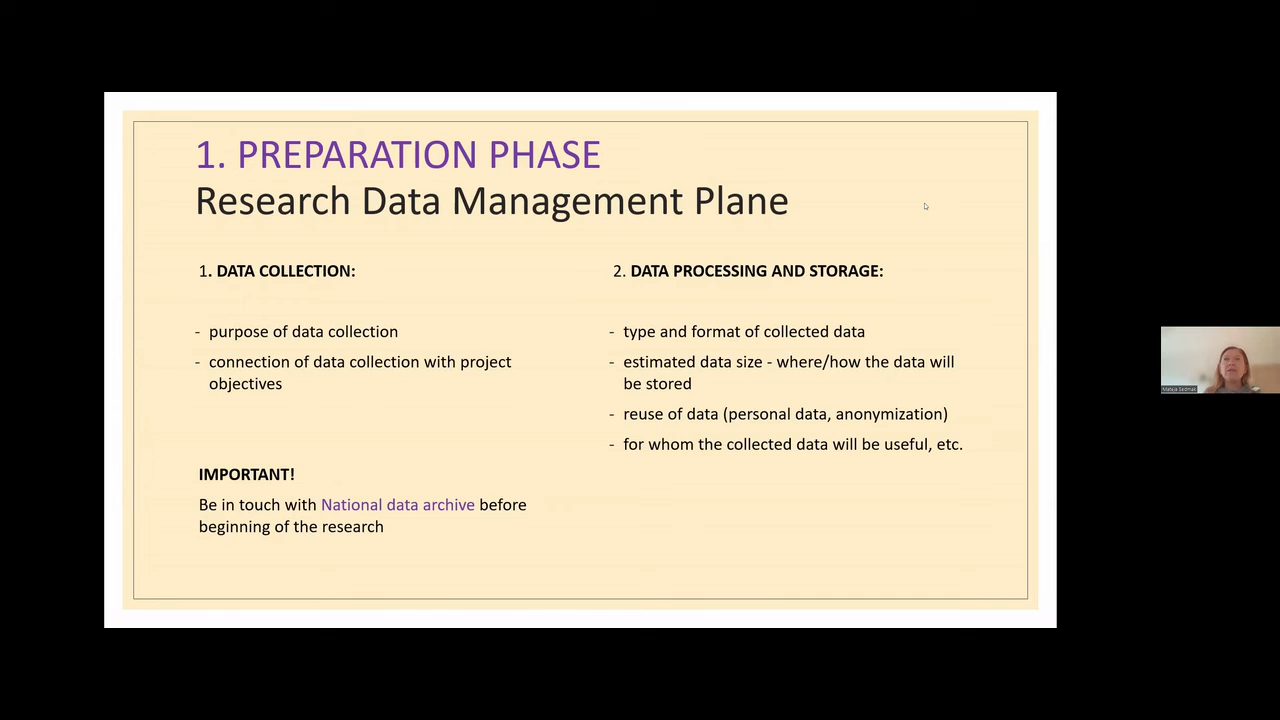 1. PREPARATION PHASE
Research Data Management Plane
1. DATA COLLECTION:
- purpose of data collection
- connection of data collection with project
objectives
IMPORTANT!
Be in touch with National data archive before
beginning of the research
2. DATA PROCESSING AND STORAGE:
- type and format of collected data
- estimated data size - where/how the data will
be stored
- reuse of data (personal data, anonymization)
- for whom the collected data will be useful, etc.
Mateja Sedmak